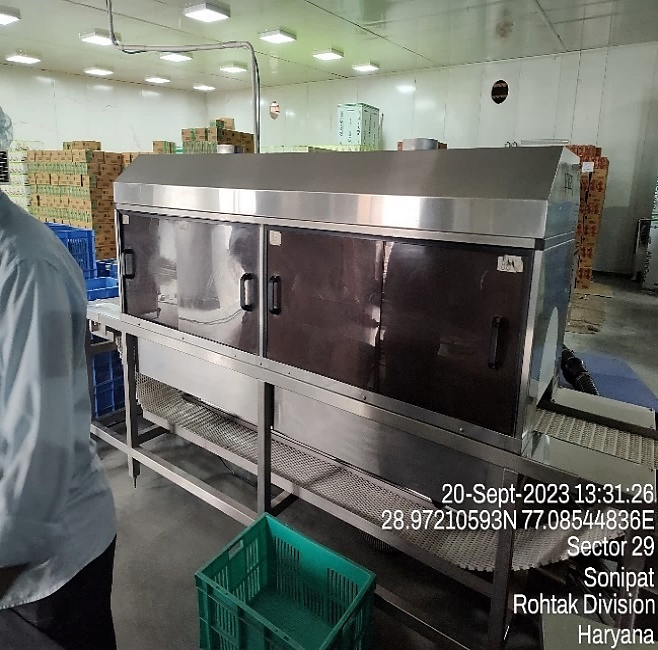 20-Sept-2023 13:31:26
28.97210593N 77.08544836E
Sector 29
Sonipat
Rohtak Division
Haryana